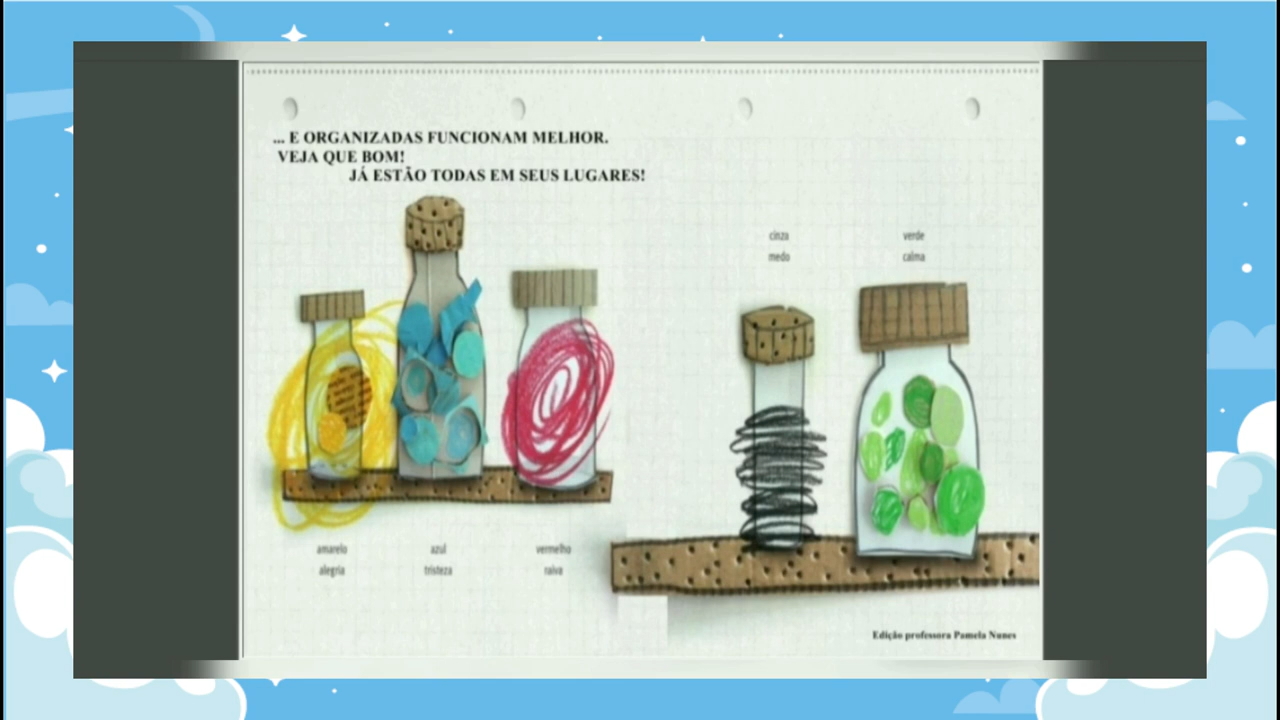 ... E ORGANIZADAS FUNCIONAM MELHOR.
VEJA QUE BOM!
JÁ ESTÃO TODAS EM SEUS LUGARES!
cinza
medo
verde
calma
amarelo
alegria
azul
tristeza
vermelho
raiva
Edição professora Pamela Nunes